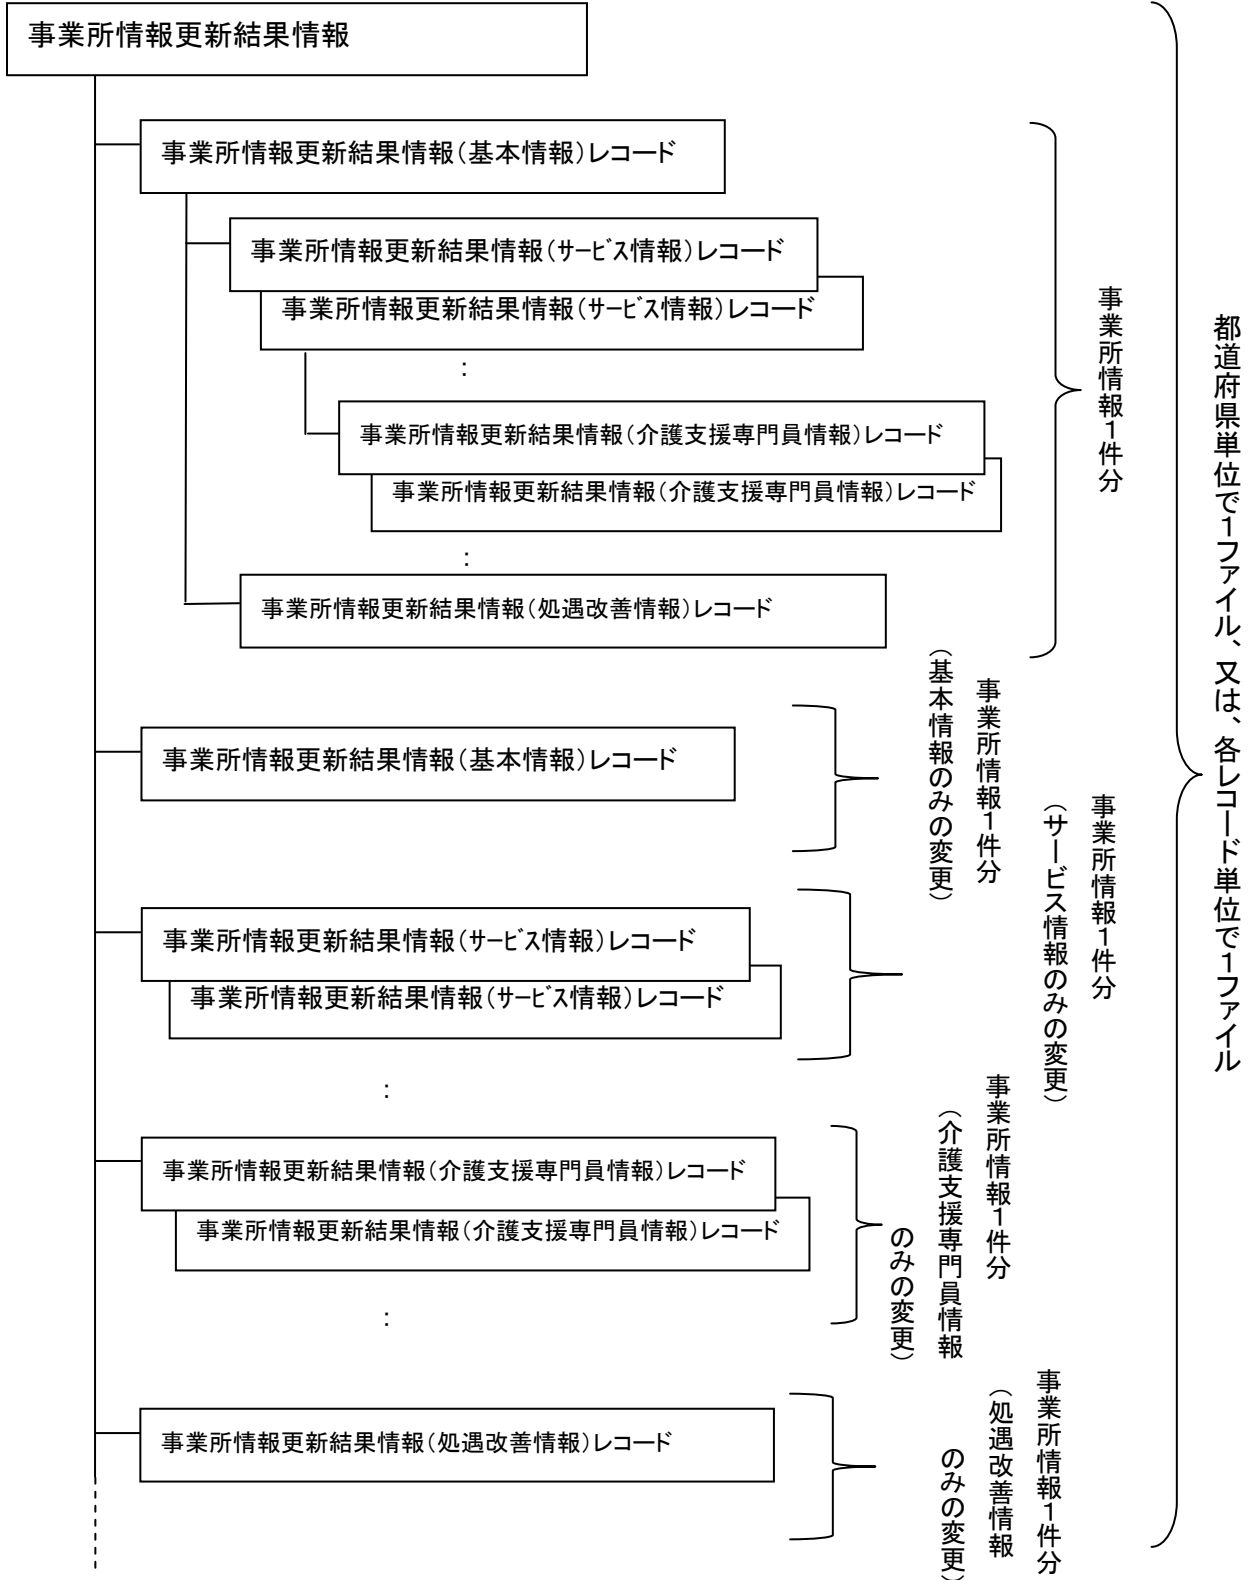 事業所情報更新結果情報
事業所情報更新結果情報（基本情報）レコード
事業所情報更新結果情報（ｻｰﾋﾞｽ情報）レコード
事業所情報更新結果情報（ｻｰﾋﾞｽ情報）レコード
：
事業所情報更新結果情報（介護支援専門員情報）レコード
事業所情報更新結果情報（介護支援専門員情報）レコード
：
事業所情報更新結果情報（処遇改善情報）レコード
事業所情報１件分
事業所情報更新結果情報（基本情報）レコード
事業所情報１件分
（基本情報のみの変更）
事業所情報更新結果情報（ｻｰﾋﾞｽ情報）レコード
事業所情報更新結果情報（ｻｰﾋﾞｽ情報）レコード
：
事業所情報１件分
（サービス情報のみの変更）
事業所情報更新結果情報（介護支援専門員情報）レコード
事業所情報更新結果情報（介護支援専門員情報）レコード
：
事業所情報１件分
（介護支援専門員情報
のみの変更）
事業所情報更新結果情報（処遇改善情報）レコード
事業所情報１件分
（処遇改善情報
のみの変更）
都道府県単位で１ファイル、又は、各レコード単位で１ファイル